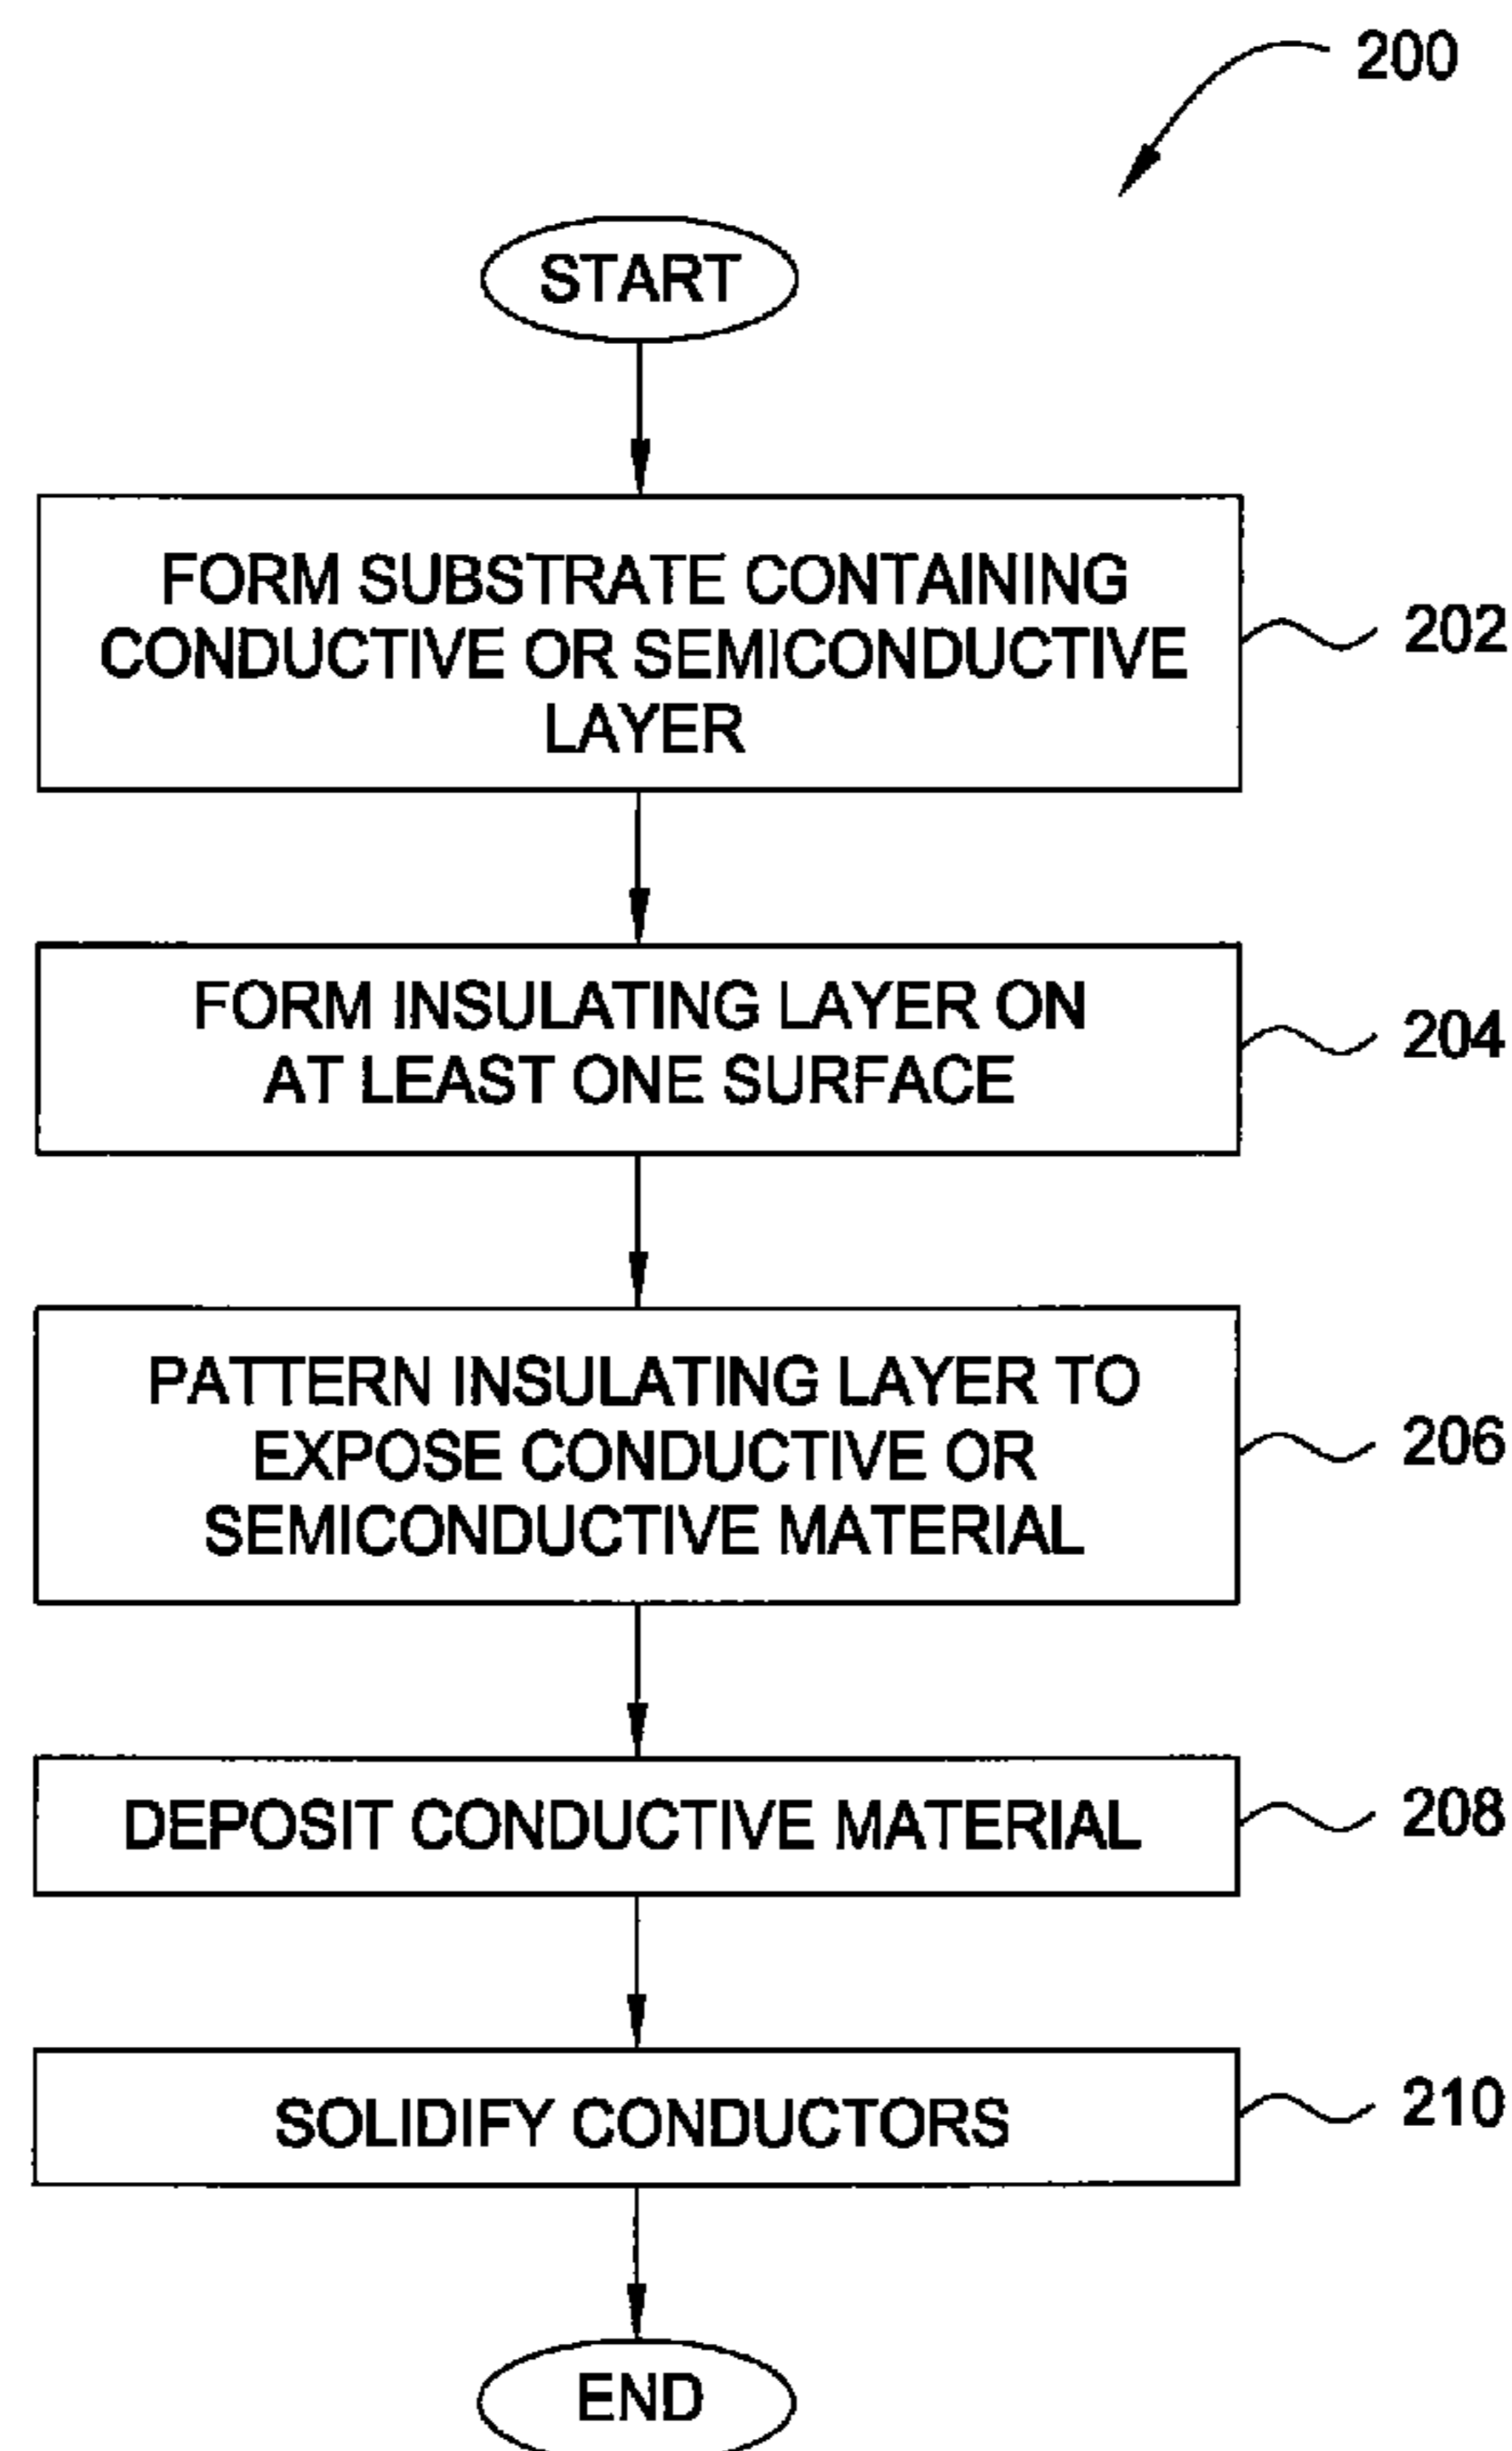 200
START
FORM SUBSTRATE CONTAINING
CONDUCTIVE OR SEMICONDUCTIVE
LAYER
202
FORM INSULATING LAYER ON
AT LEAST ONE SURFACE
204
PATTERN INSULATING LAYER TO
EXPOSE CONDUCTIVE OR
SEMICONDUCTIVE MATERIAL
206
DEPOSIT CONDUCTIVE MATERIAL
208
SOLIDIFY CONDUCTORS
210
END